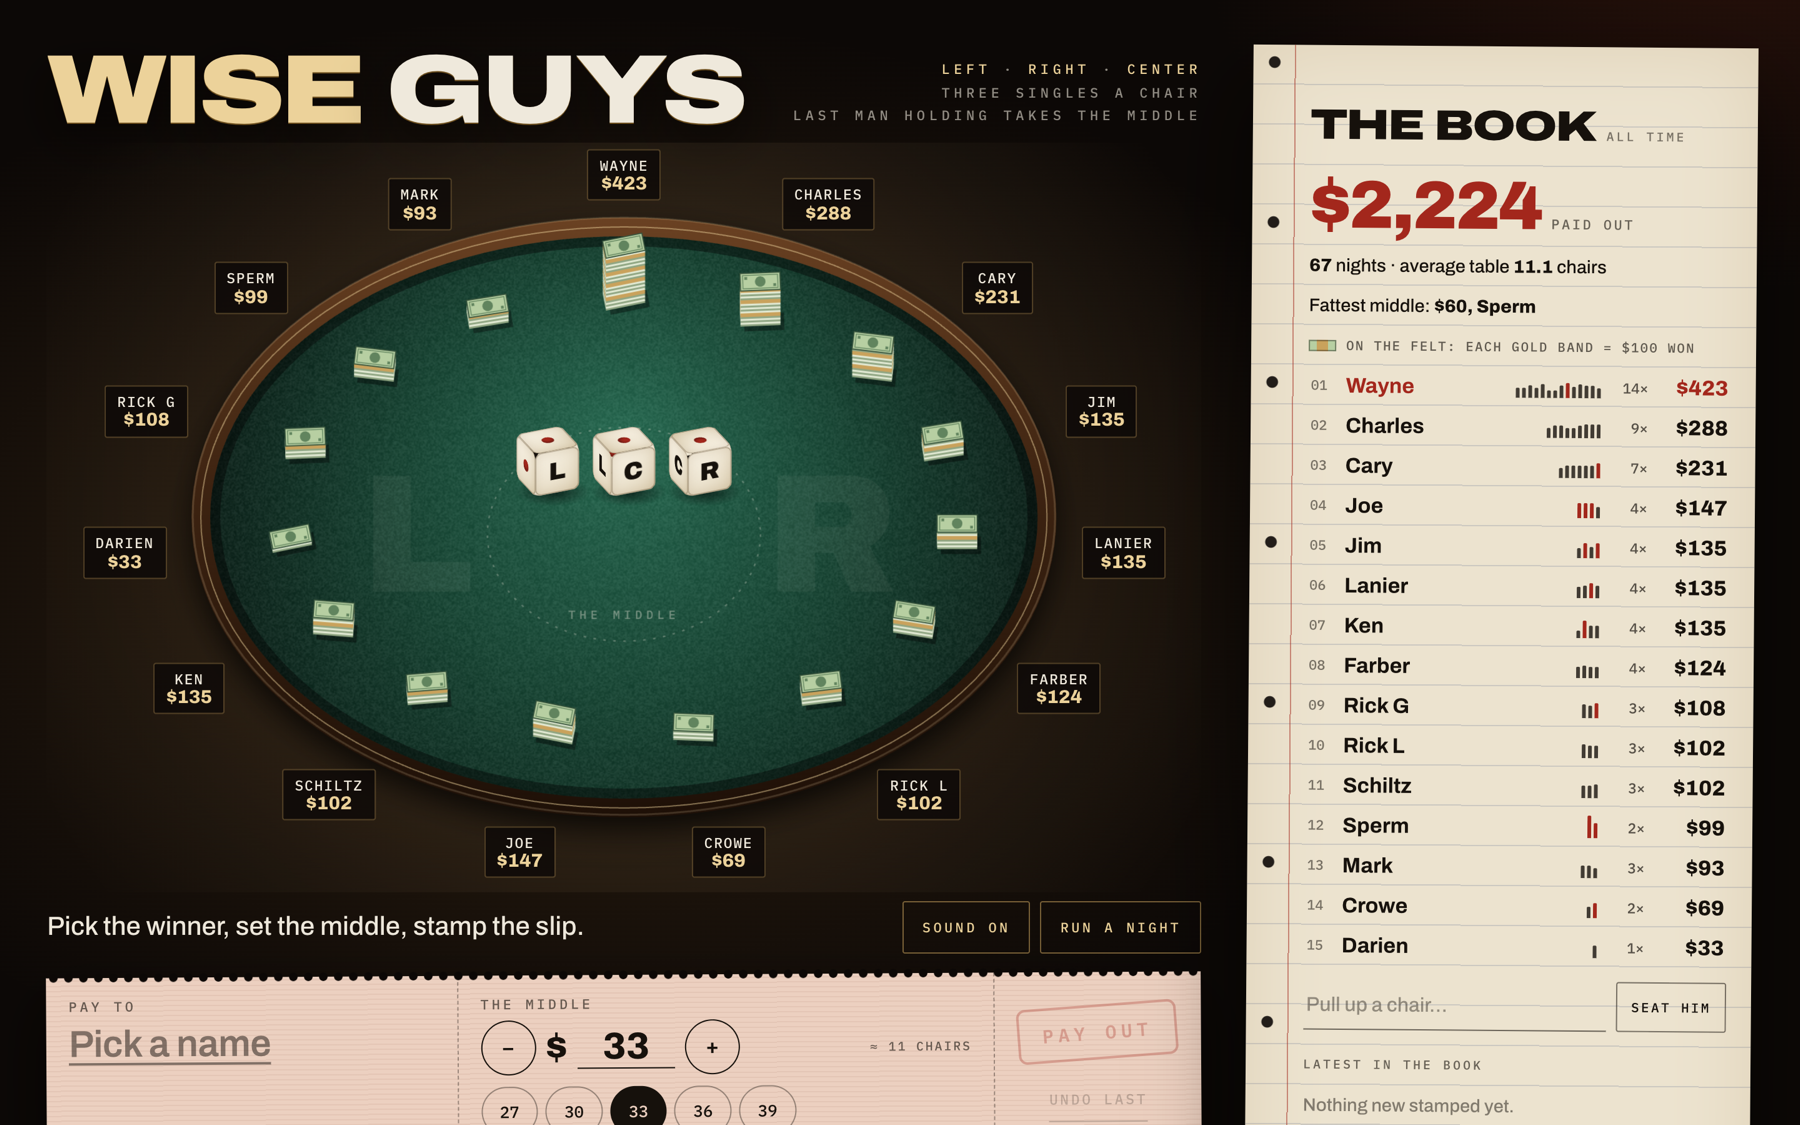 WISE GUYS
LEFT · RIGHT · CENTER
THREE SINGLES A CHAIR
LAST MAN HOLDING TAKES THE MIDDLE
WAYNE
$423
MARK
$93
CHARLES
$288
SPERM
$99
CARY
$231
RICK G
$108
JIM
$135
L
L C
C R
L R
DARIEN
$33
LANIER
$135
THE MIDDLE
KEN
$135
FARBER
$124
SCHILTZ
$102
RICK L
$102
JOE
$147
CROWE
$69
Pick the winner, set the middle, stamp the slip.
SOUND ON
RUN A NIGHT
PAY TO
Pick a name
THE MIDDLE
− $ 33 +
≈ 11 CHAIRS
27 30 33 36 39
PAY OUT
UNDO LAST
THE BOOK ALL TIME
$2,224 PAID OUT
67 nights · average table 11.1 chairs
Fattest middle: $60, Sperm
ON THE FELT: EACH GOLD BAND = $100 WON
01 Wayne 14× $423
02 Charles 9× $288
03 Cary 7× $231
04 Joe 4× $147
05 Jim 4× $135
06 Lanier 4× $135
07 Ken 4× $135
08 Farber 4× $124
09 Rick G 3× $108
10 Rick L 3× $102
11 Schiltz 3× $102
12 Sperm 2× $99
13 Mark 3× $93
14 Crowe 2× $69
15 Darien 1× $33
Pull up a chair...
SEAT HIM
LATEST IN THE BOOK
Nothing new stamped yet.